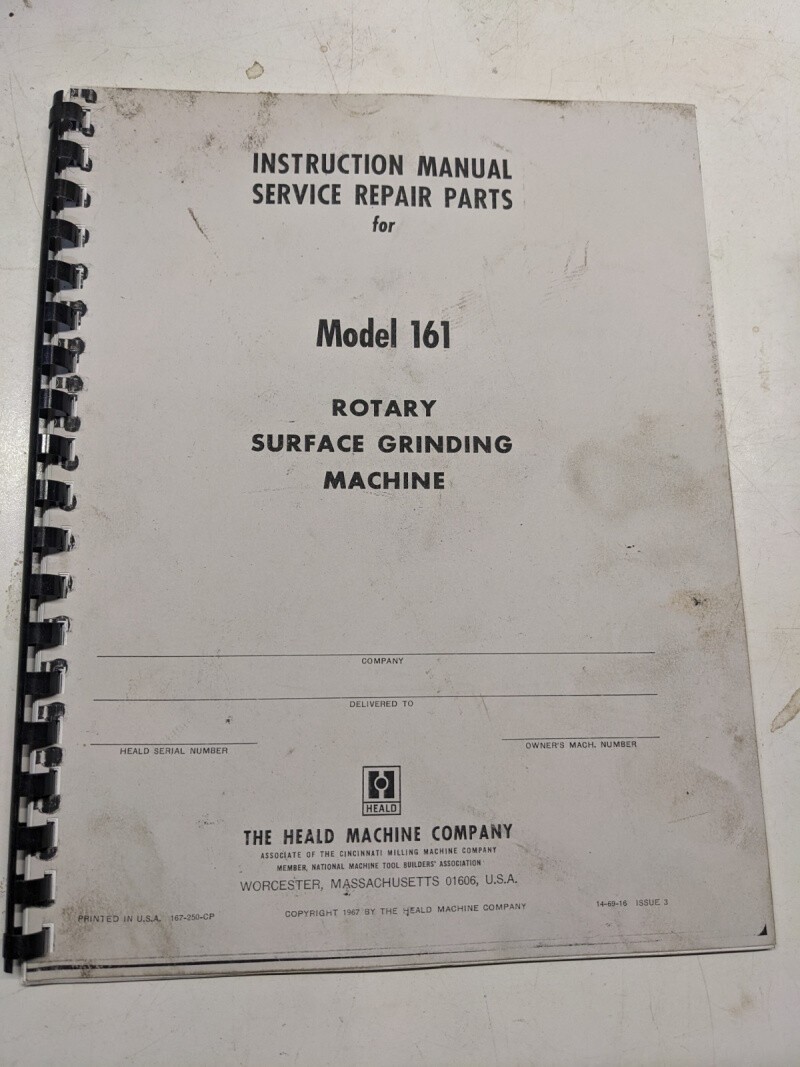 INSTRUCTION MANUAL
SERVICE REPAIR PARTS
for
Model 161
ROTARY
SURFACE GRINDING
MACHINE
COMPANY
DELIVERED TO
HEALD SERIAL NUMBER
OWNER'S MACH. NUMBER
HEALD
THE HEALD MACHINE COMPANY
ASSOCIATE OF THE CINCINNATI MILLING MACHINE COMPANY
MEMBER, NATIONAL MACHINE TOOL BUILDERS' ASSOCIATION
WORCESTER, MASSACHUSETTS 01606, U.S.A.
PRINTED IN U.S.A. 167-250-CP
COPYRIGHT 1967 BY THE HEALD MACHINE COMPANY
14-69-16 ISSUE 3